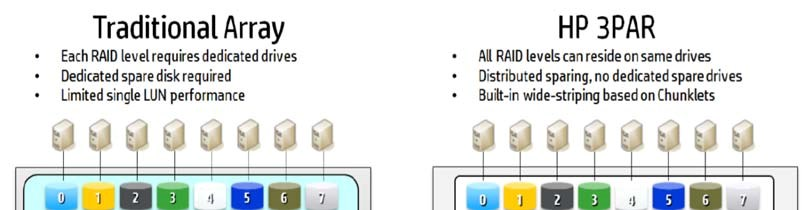 Traditional Array
• Each RAID level requires dedicated drives
• Dedicated spare disk required
• Limited single LUN performance
0 1 2 3 4 5 6 7
HP 3PAR
• All RAID levels can reside on same drives
• Distributed sparing, no dedicated spare drives
• Built-in wide-striping based on Chunklets
0 1 2 3 4 5 6 7